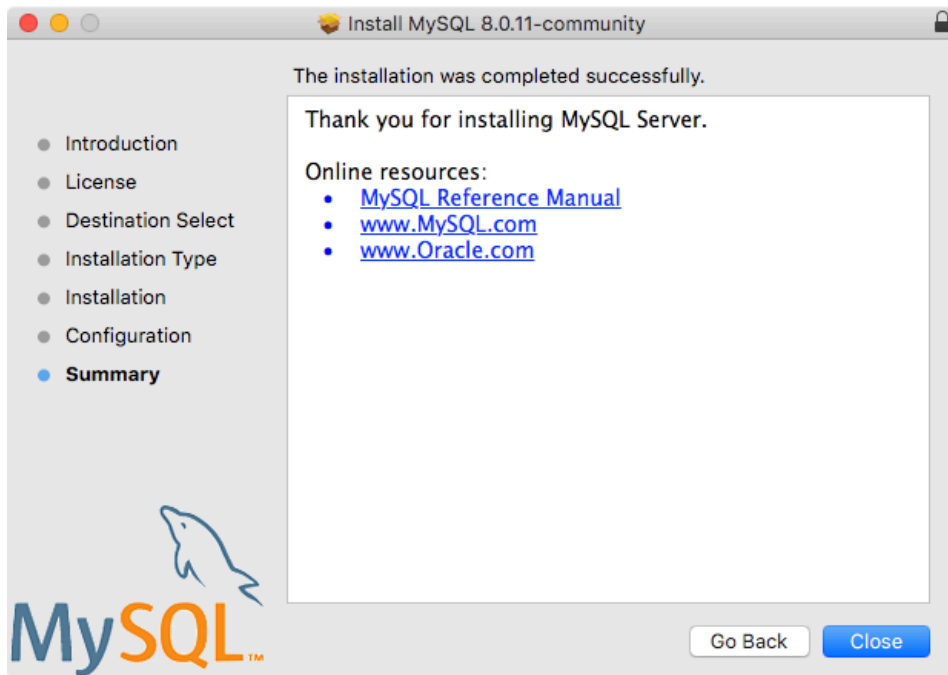 Install MySQL 8.0.11-community
The installation was completed successfully.
Introduction
License
Destination Select
Installation Type
Installation
Configuration
Summary
Thank you for installing MySQL Server.
Online resources:
• MySQL Reference Manual
• www.MySQL.com
• www.Oracle.com
MySQL™
Go Back
Close